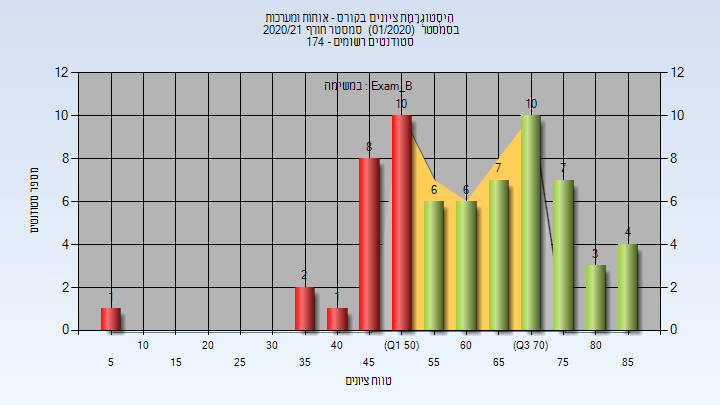 הִיסְטוֹגְרַמַת ציונים בקורס - אותות ומערכות
בסמסטר (01/2020) סמסטר חורף 2020/21
סטודנטים רשומים - 174
במשימה : Exam_B
מספר סטודנטים
12 12
10 10
8 8
6 6
4 4
2 2
0 0
1 2 1 8 10 6 6 7 10 7 3 4
10 20 30 40 (Q1 50) 60 (Q3 70) 80
5 15 25 35 45 55 65 75 85
טווח ציונים